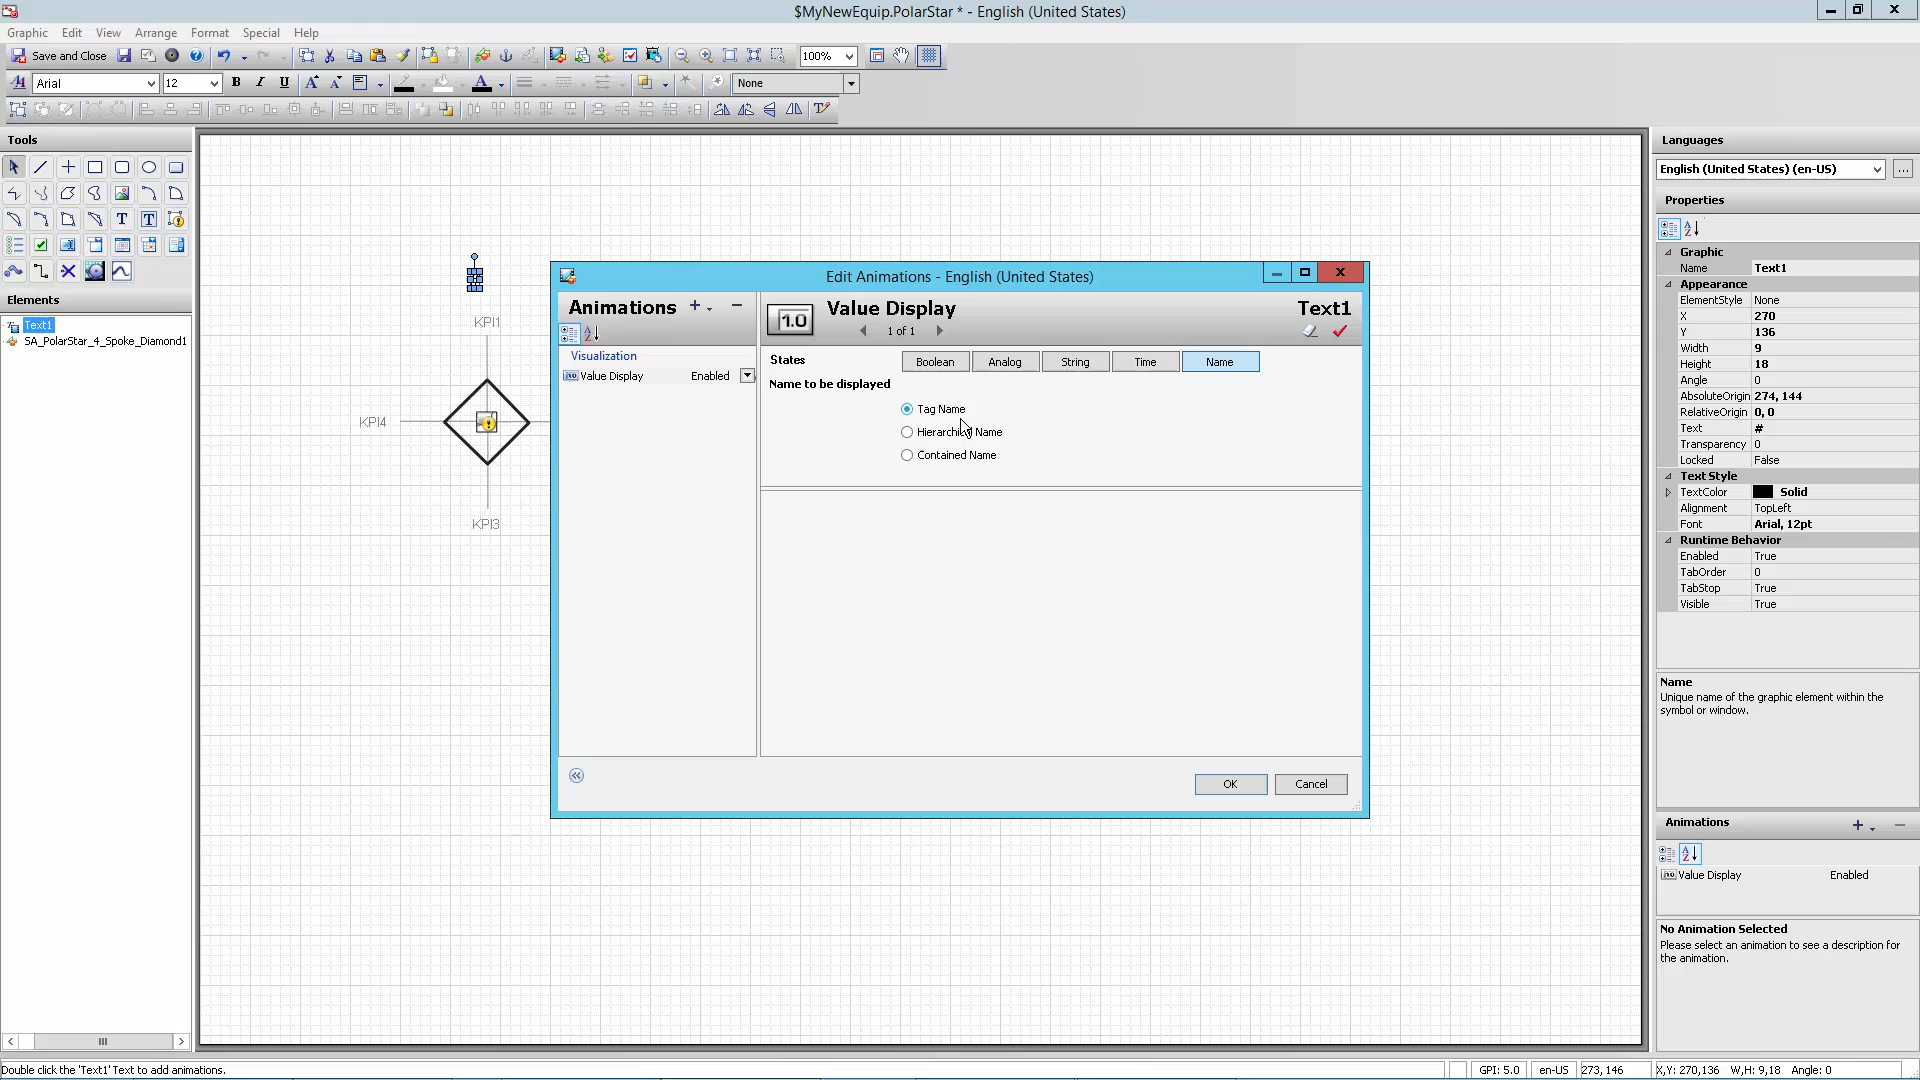 $MyNewEquip.PolarStar * - English (United States)
Graphic Edit View Arrange Format Special Help
Save and Close 100%
Arial 12 B I U A A A None
Tools
Languages
English (United States) (en-US) ...
Properties
Elements
Text1
SA_PolarStar_4_Spoke_Diamond1
KPI1
KPI4
KPI3
Edit Animations - English (United States)
Animations
Visualization
Value Display Enabled
1.0 Value Display Text1
1 of 1
States Boolean Analog String Time Name
Name to be displayed
Tag Name
Name
Contained Name
OK Cancel
Graphic
Name Text1
Appearance
ElementStyle None
X 270
Y 136
Width 9
Height 18
Angle 0
AbsoluteOrigin 274, 144
RelativeOrigin 0, 0
Text #
Transparency 0
Locked False
Text Style
TextColor Solid
Alignment TopLeft
Font Arial, 12pt
Runtime Behavior
Enabled True
TabOrder 0
TabStop True
Visible True
Name
Unique name of the graphic element within the
symbol or window.
Animations
Value Display Enabled
No Animation Selected
Please select an animation to see a description for
the animation.
Double click the 'Text1' Text to add animations. GPI: 5.0 en-US 273, 146 X,Y: 270,136 W,H: 9,18 Angle: 0